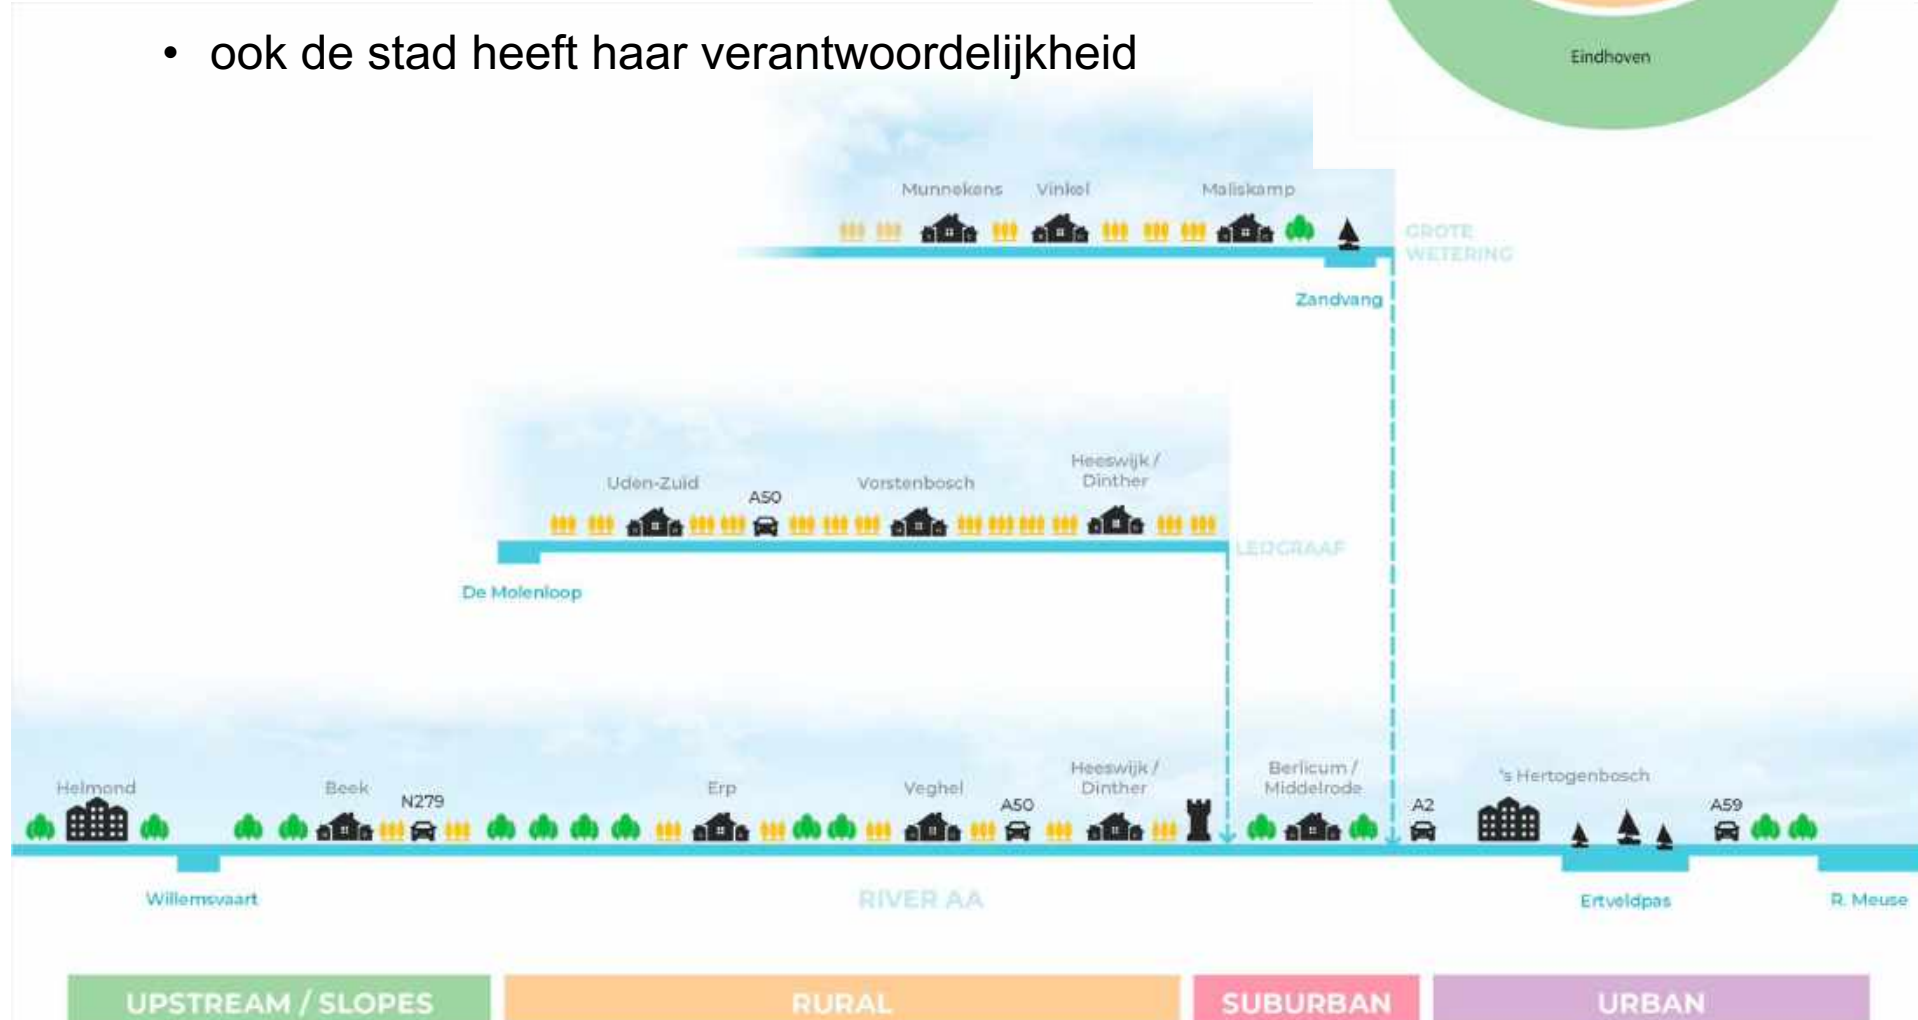 • ook de stad heeft haar verantwoordelijkheid
Eindhoven
Munnekens Vinkel Maliskamp
GROTE
WETERING
Zandvang
Heeswijk /
Dinther
Uden-Zuid A50 Vorstenbosch
LEIJGRAAF
De Molenloop
Helmond Beek N279 Erp Veghel A50
Heeswijk /
Dinther
Berlicum /
Middelrode
A2 's Hertogenbosch A59
Willemsvaart RIVER AA Ertveldpas R. Meuse
UPSTREAM / SLOPES RURAL SUBURBAN URBAN